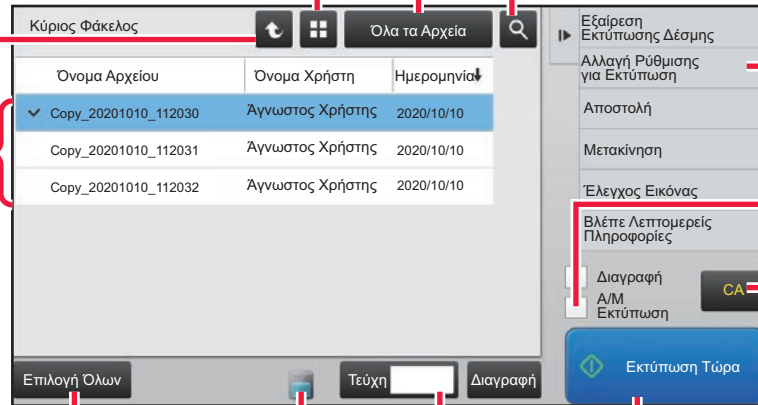 Κύριος Φάκελος
Όλα τα Αρχεία
Όνομα Αρχείου Όνομα Χρήστη Ημερομηνία
Copy_20201010_112030 Άγνωστος Χρήστης 2020/10/10
Copy_20201010_112031 Άγνωστος Χρήστης 2020/10/10
Copy_20201010_112032 Άγνωστος Χρήστης 2020/10/10
Επιλογή Όλων
Τεύχη
Διαγραφή
Εξαίρεση
Εκτύπωσης Δέσμης
Αλλαγή Ρύθμισης
για Εκτύπωση
Αποστολή
Μετακίνηση
Έλεγχος Εικόνας
Βλέπε Λεπτομερείς
Πληροφορίες
Διαγραφή
Α/Μ
Εκτύπωση
CA
Εκτύπωση Τώρα